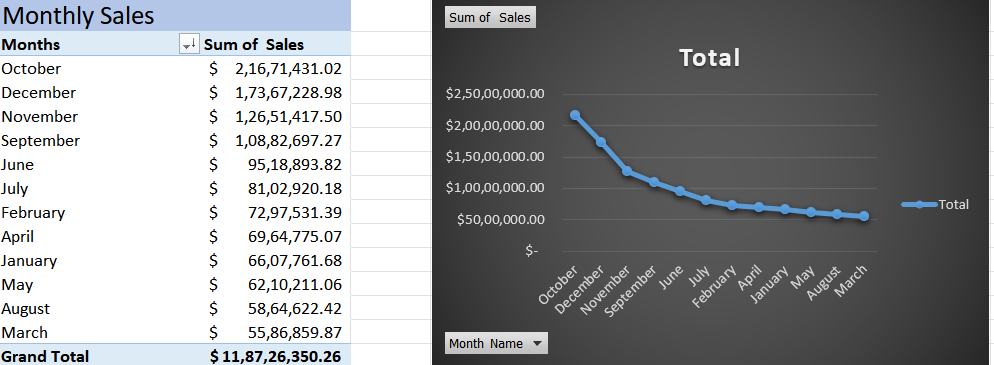 Monthly Sales
Months Sum of Sales
October $ 2,16,71,431.02
December $ 1,73,67,228.98
November $ 1,26,51,417.50
September $ 1,08,82,697.27
June $ 95,18,893.82
July $ 81,02,920.18
February $ 72,97,531.39
April $ 69,64,775.07
January $ 66,07,761.68
May $ 62,10,211.06
August $ 58,64,622.42
March $ 55,86,859.87
Grand Total $ 11,87,26,350.26
Sum of Sales
Total
$2,50,00,000.00
$2,00,00,000.00
$1,50,00,000.00
$1,00,00,000.00
$50,00,000.00
$-
October
December
November
September
June
July
February
April
January
May
August
March
Total
Month Name